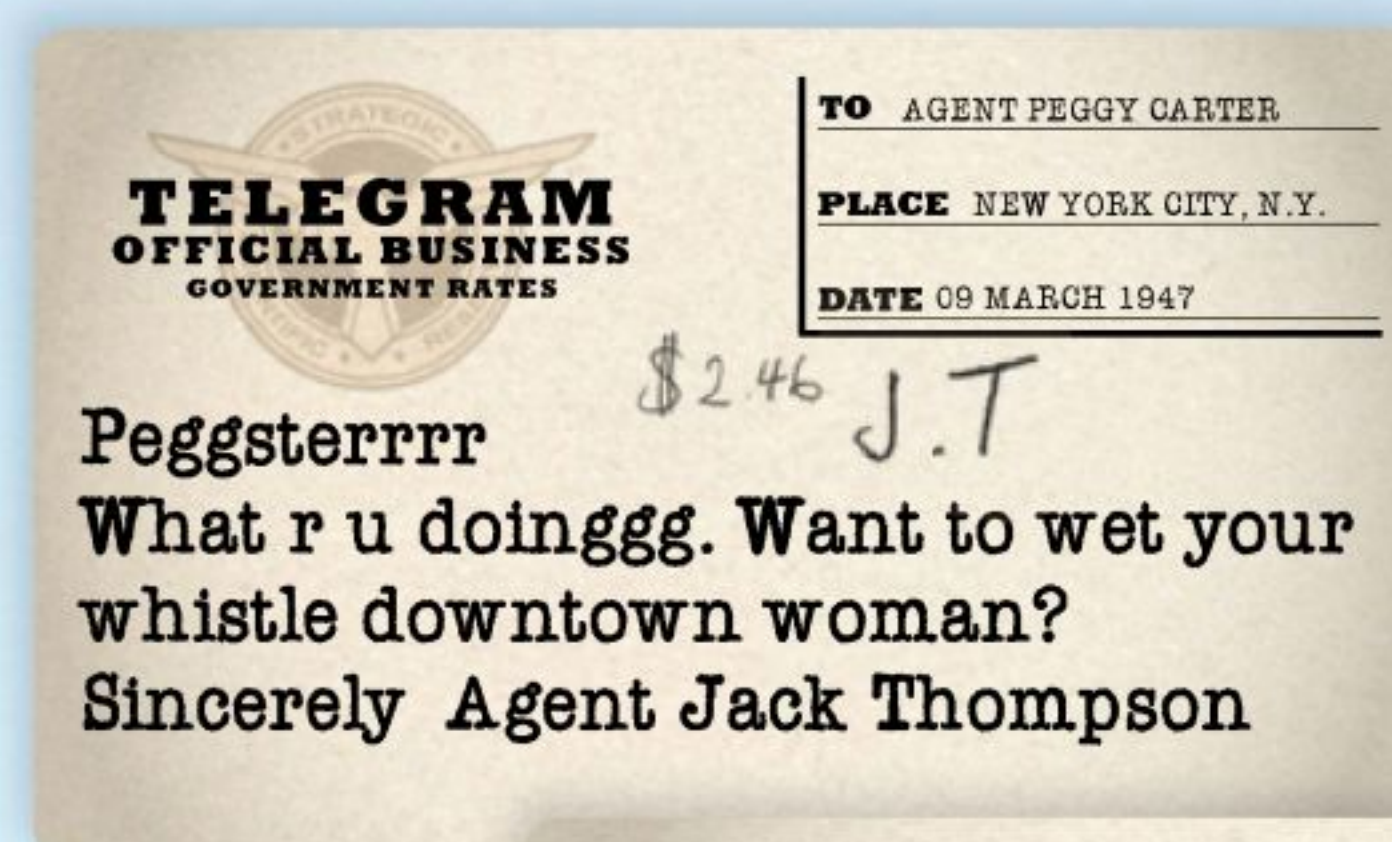 STRATEGIC
TELEGRAM
OFFICIAL BUSINESS
GOVERNMENT RATES
TO AGENT PEGGY CARTER
PLACE NEW YORK CITY, N.Y.
DATE 09 MARCH 1947
$2.46 J.T
Peggsterrrr
What r u doinggg. Want to wet your
whistle downtown woman?
Sincerely Agent Jack Thompson